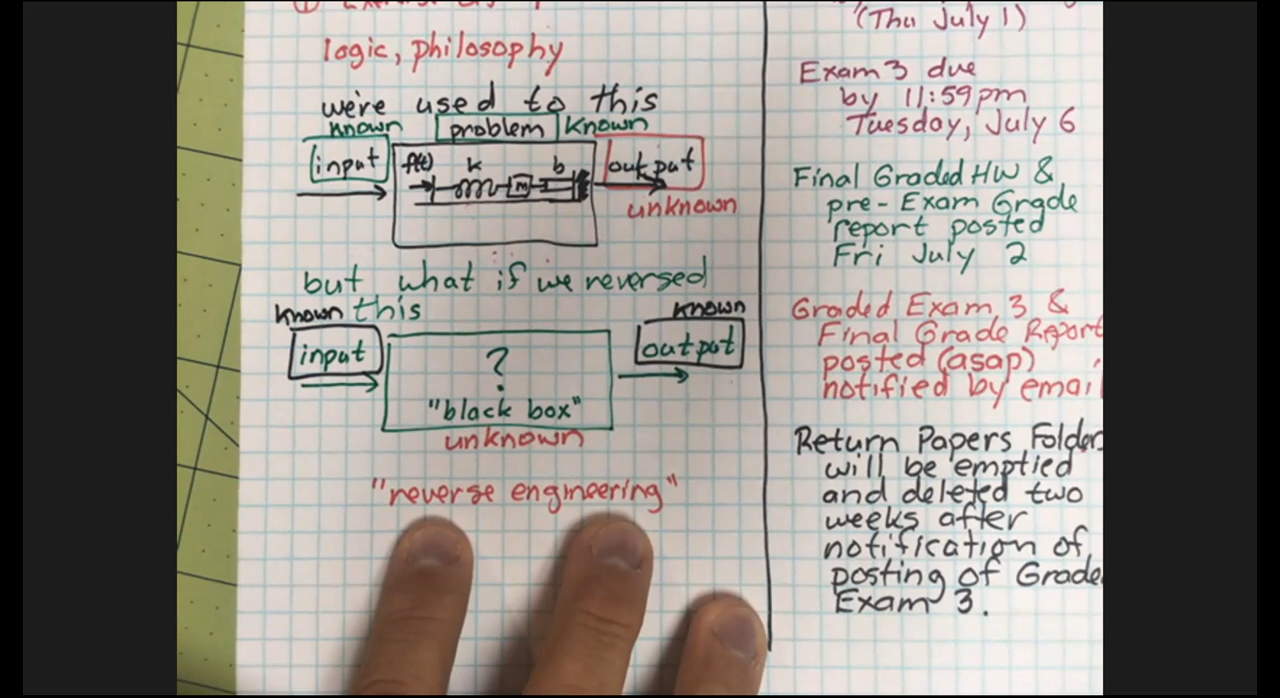 logic, philosophy
we're used to this
known problem known
input f(t) k m b output
unknown
but what if we reversed
known this known
input ? output
"black box"
unknown
"reverse engineering"
(Thu July 1)
Exam 3 due
by 11:59pm
Tuesday, July 6
Final Graded HW &
pre-Exam Grade
report posted
Fri July 2
Graded Exam 3 &
Final Grade Report
posted (asap)
notified by email
Return Papers Folder
will be emptied
and deleted two
weeks after
notification of
posting of Grade
Exam 3.